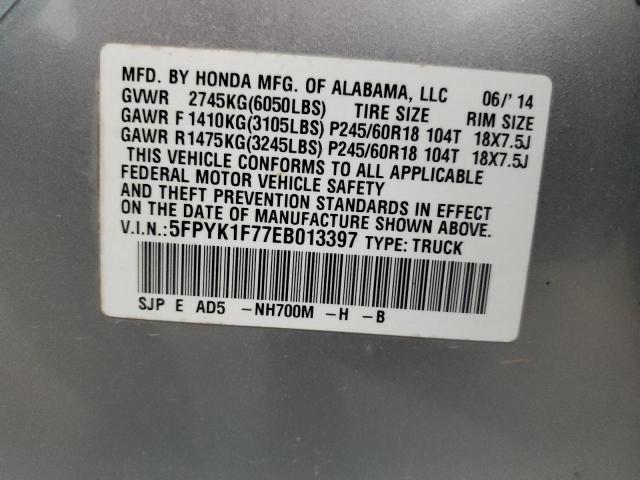 MFD. BY HONDA MFG. OF ALABAMA, LLC 06/'14
GVWR 2745KG(6050LBS) TIRE SIZE RIM SIZE
GAWR F 1410KG(3105LBS) P245/60R18 104T 18X7.5J
GAWR R 1475KG(3245LBS) P245/60R18 104T 18X7.5J
THIS VEHICLE CONFORMS TO ALL APPLICABLE
FEDERAL MOTOR VEHICLE SAFETY
AND THEFT PREVENTION STANDARDS IN EFFECT
ON THE DATE OF MANUFACTURE SHOWN ABOVE.
V.I.N.:5FPYK1F77EB013397 TYPE: TRUCK
SJP E AD5 -NH700M -H -B